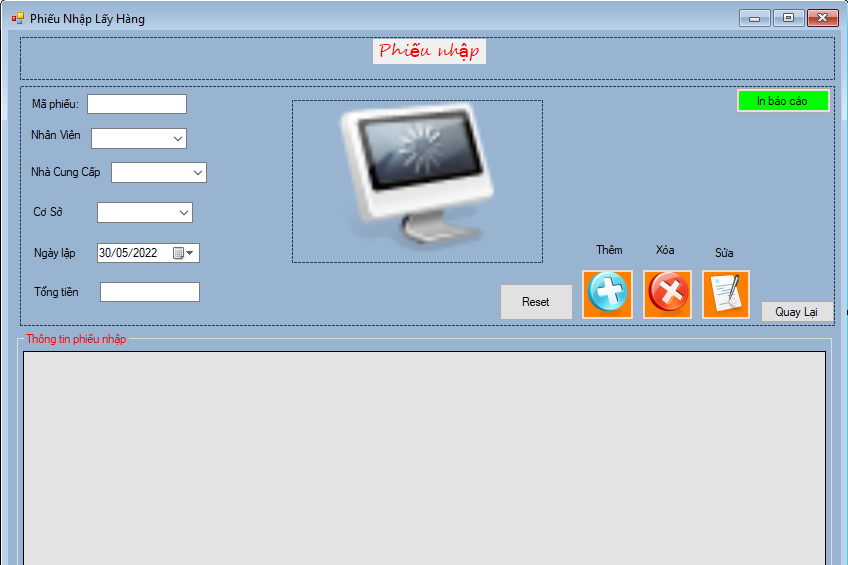 Phiếu Nhập Lấy Hàng
Phiếu nhập
In báo cáo
Mã phiếu:
Nhân Viên
Nhà Cung Cấp
Cơ Sở
Ngày lập
30/05/2022
Tổng tiền
Thêm
Xóa
Sửa
Reset
Quay Lại
Thông tin phiếu nhập